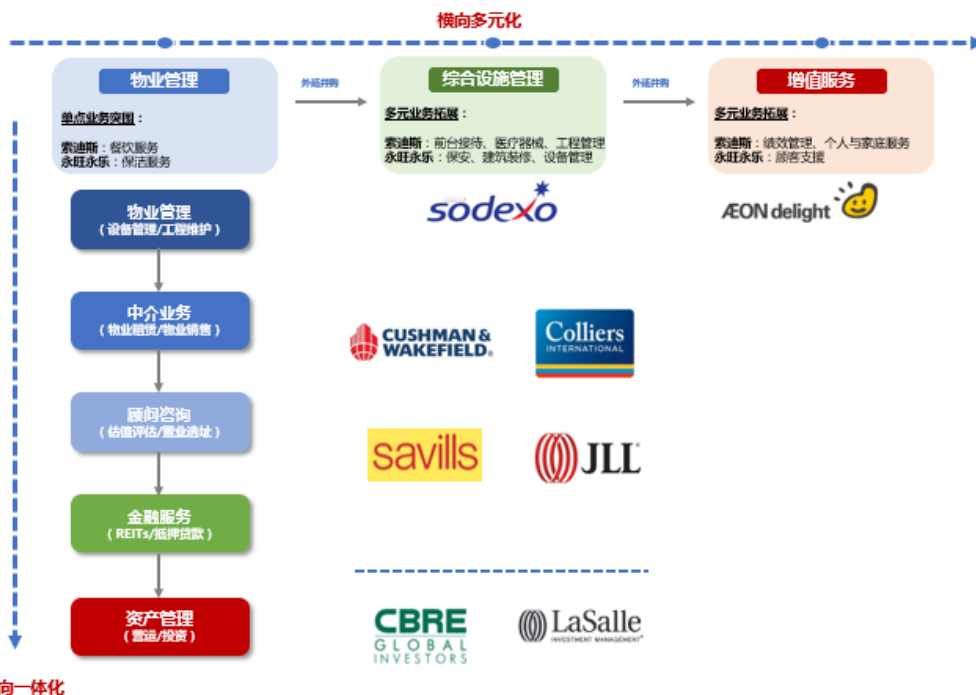 横向多元化
物业管理
单点业务突围：
索迪斯：餐饮服务
永旺永乐：保洁服务
外延并购
综合设施管理
多元业务拓展：
索迪斯：前台接待、医疗器械、工程管理
永旺永乐：保安、建筑装修、设备管理
外延并购
增值服务
多元业务拓展：
索迪斯：绩效管理、个人与家庭服务
永旺永乐：顾客支援
sodexo
ÆON delight
物业管理
（设备管理/工程维护）
中介业务
（物业租赁/物业销售）
CUSHMAN &
WAKEFIELD®
Colliers
INTERNATIONAL
顾问咨询
（估值评估/置业选址）
savills
JLL®
金融服务
（REITs/抵押贷款）
资产管理
（营运/投资）
CBRE
GLOBAL
INVESTORS
LaSalle
INVESTMENT MANAGEMENT®
向一体化